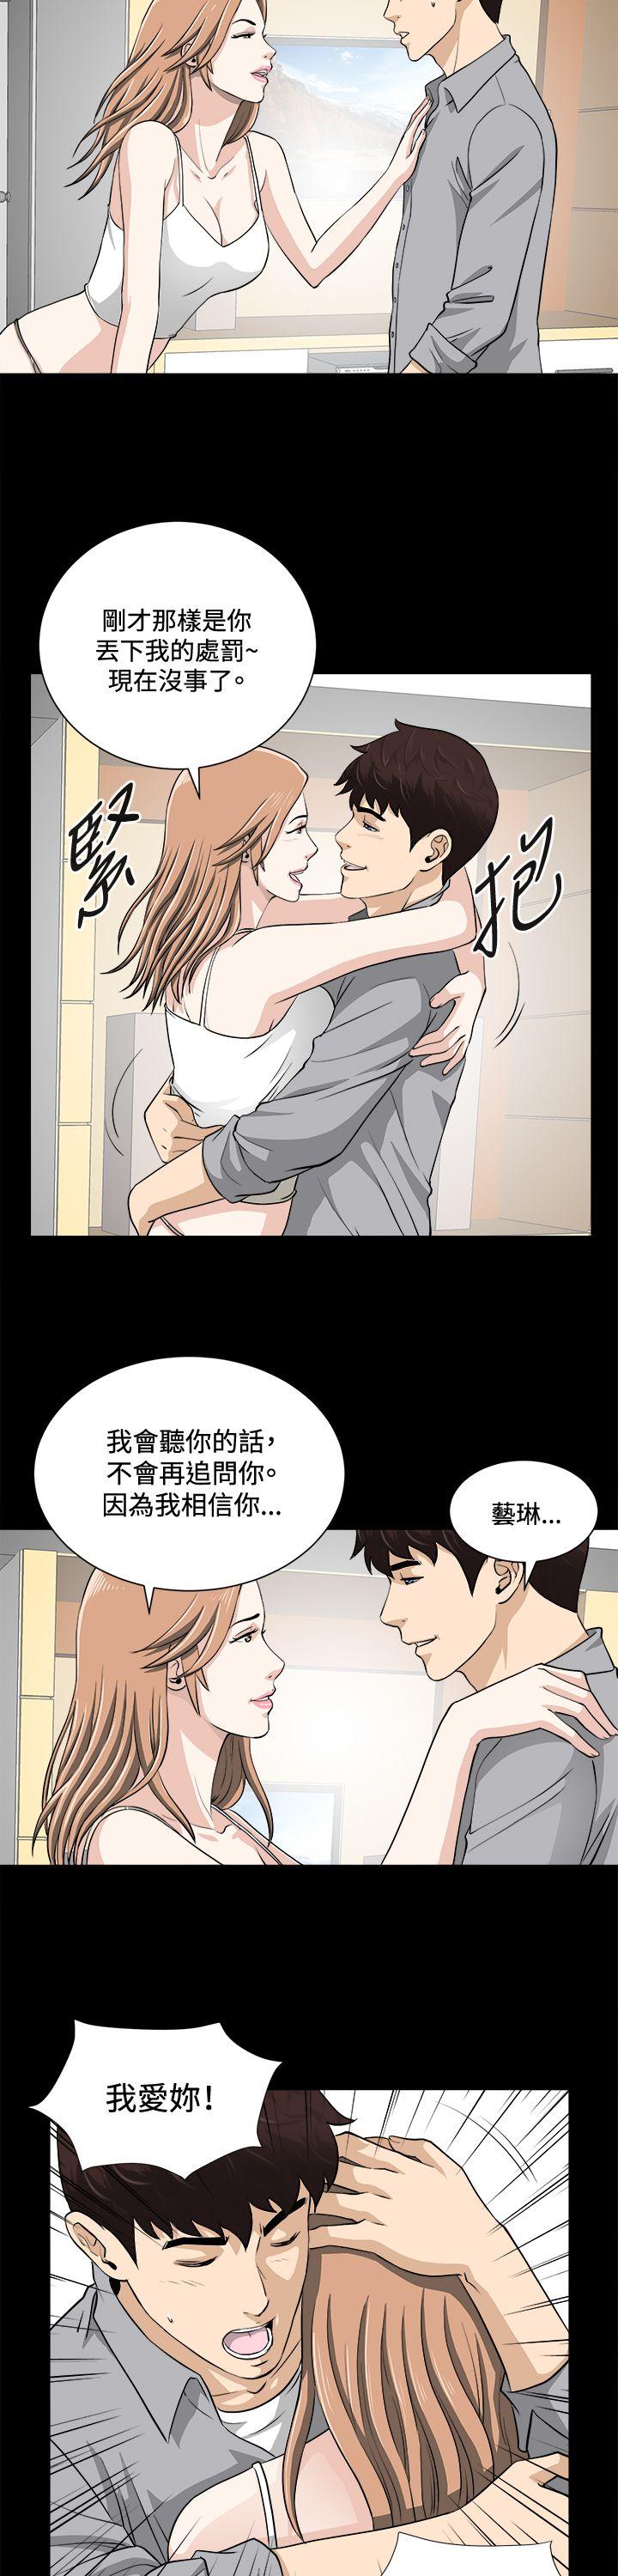 剛才那樣是你
丟下我的處罰~
現在沒事了。
緊
抱
我會聽你的話，
不會再追問你。
因為我相信你...
藝琳...
我愛妳!